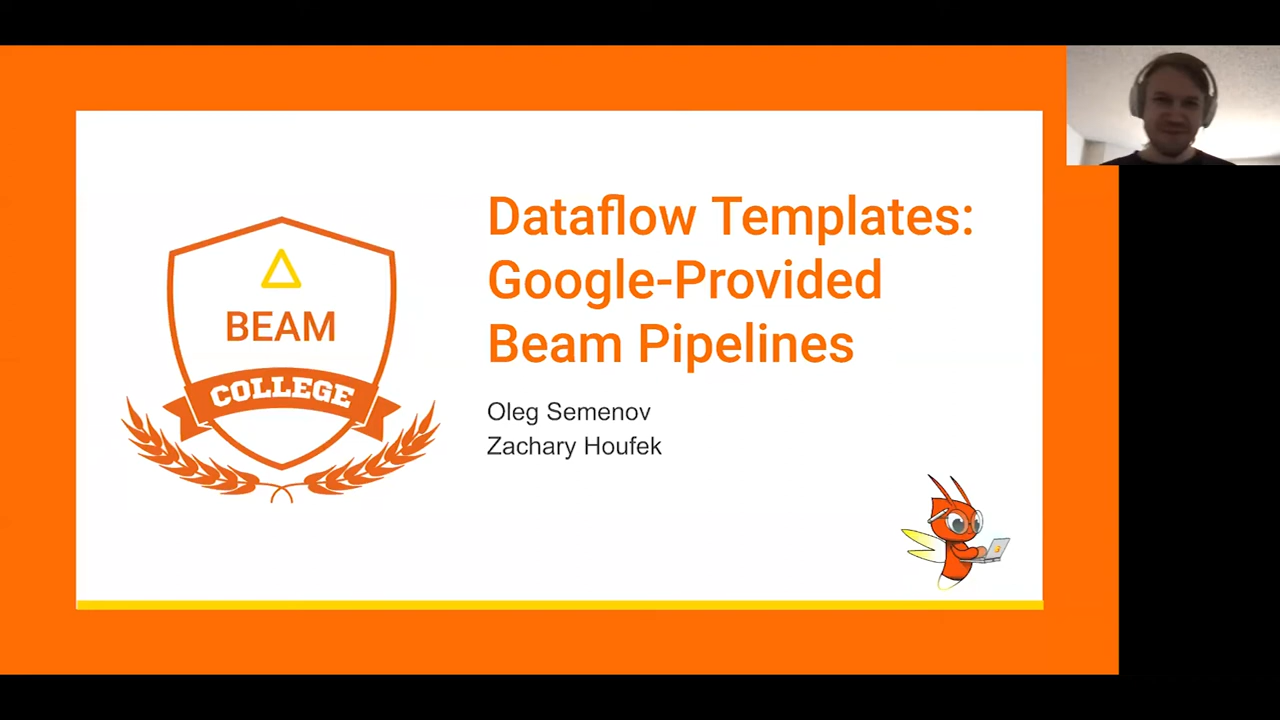 BEAM
COLLEGE
Dataflow Templates:
Google-Provided
Beam Pipelines
Oleg Semenov
Zachary Houfek